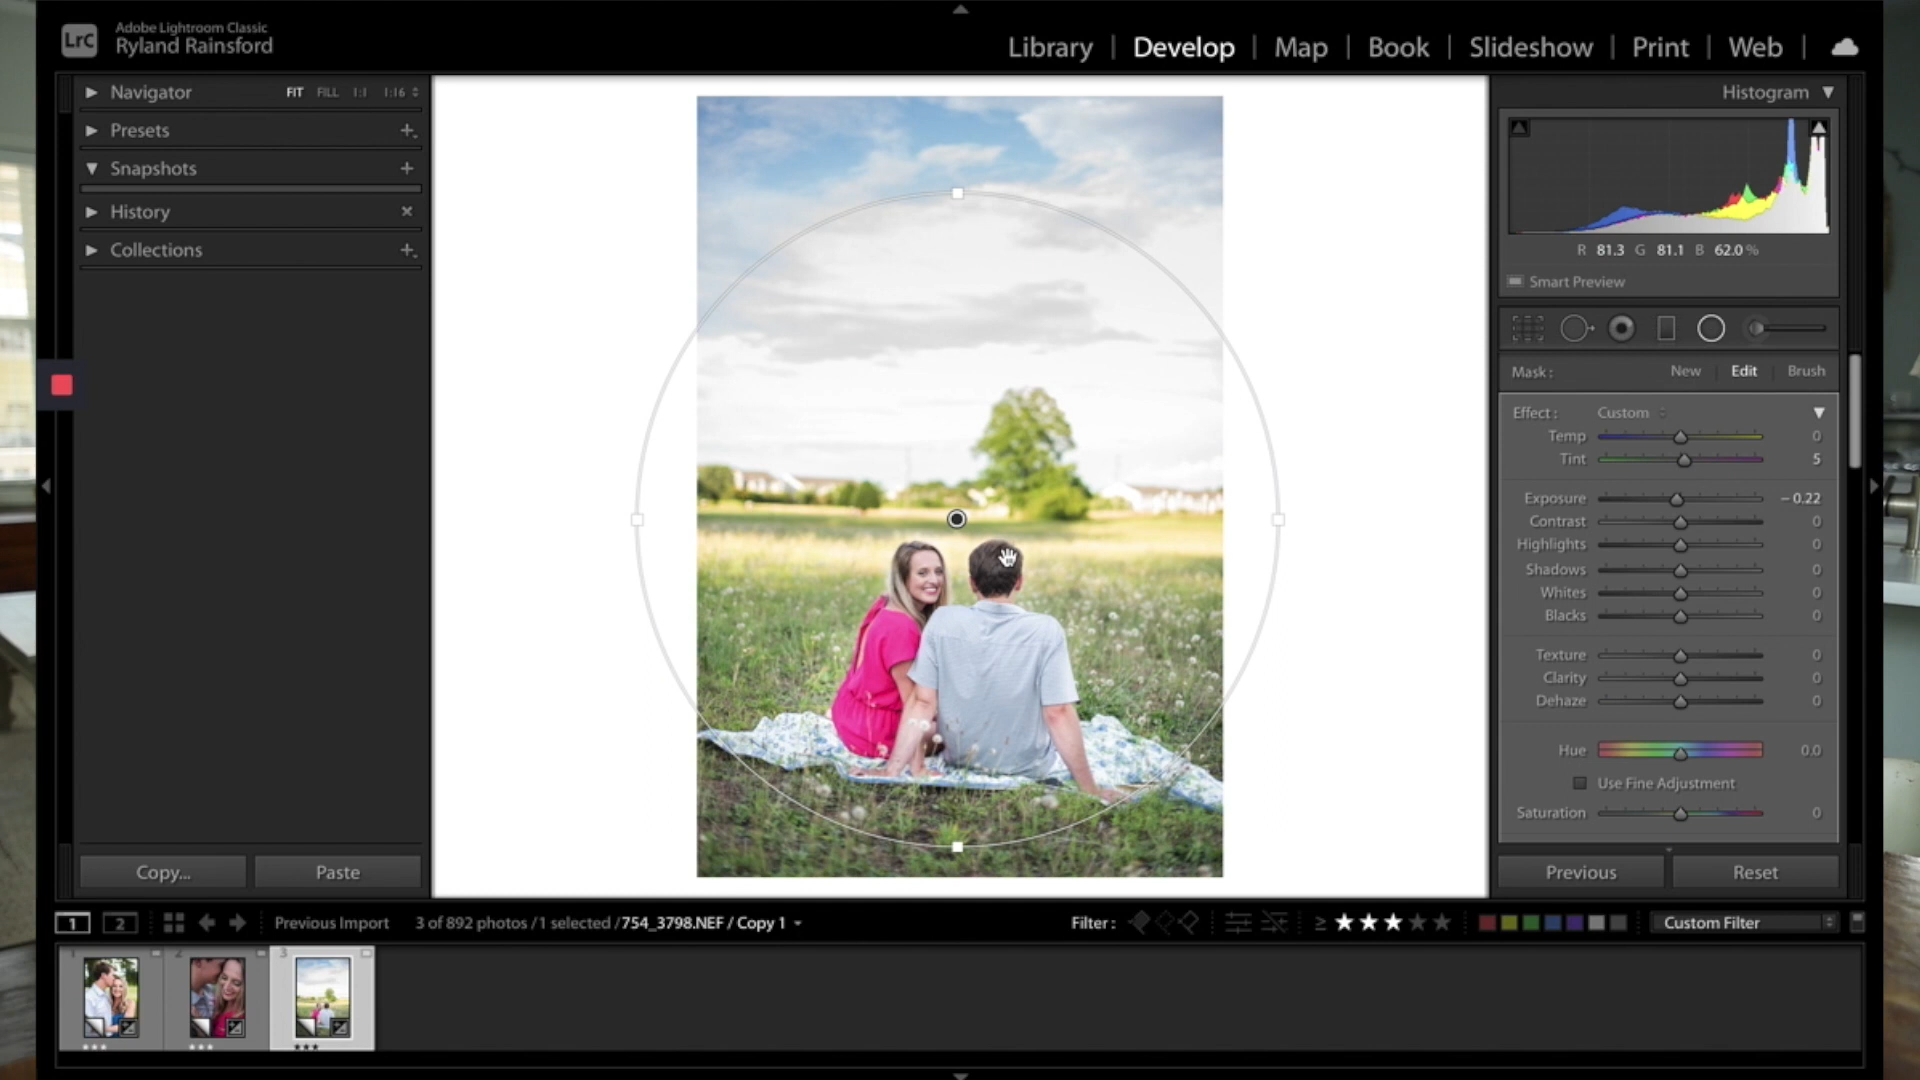 LrC
Adobe Lightroom Classic
Ryland Rainsford
Library | Develop | Map | Book | Slideshow | Print | Web |
Navigator FIT FILL 1:1 1:16
Presets
Snapshots
History
Collections
Copy... Paste
Histogram
R 81.3 G 81.1 B 62.0 %
Smart Preview
Mask : New Edit Brush
Effect : Custom
Temp 0
Tint 5
Exposure – 0.22
Contrast 0
Highlights 0
Shadows 0
Whites 0
Blacks 0
Texture 0
Clarity 0
Dehaze 0
Hue 0.0
Use Fine Adjustment
Saturation 0
Previous Reset
1 2 Previous Import 3 of 892 photos /1 selected /754_3798.NEF / Copy 1 Filter : ≥ ★★★★★ Custom Filter
1 2 3